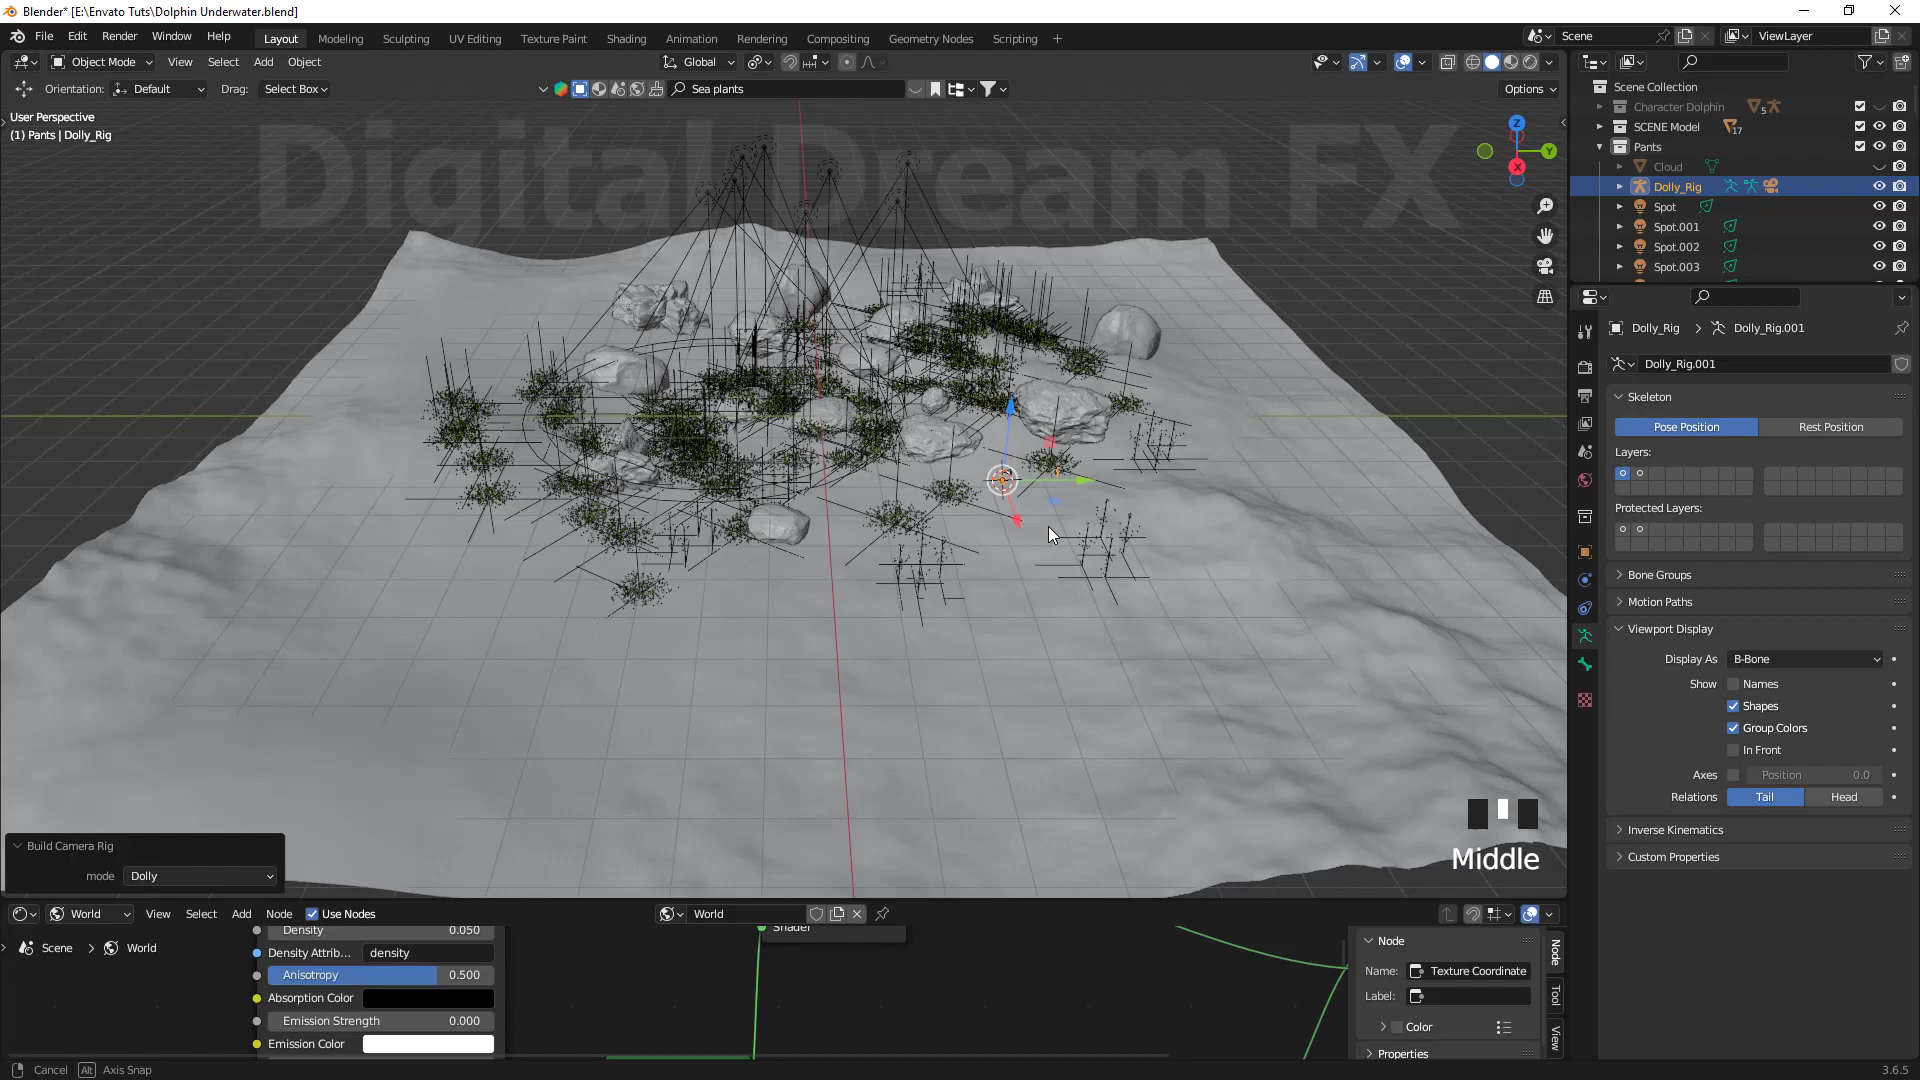 Blender* [E:\Envato Tuts\Dolphin Underwater.blend]
File Edit Render Window Help
Layout Modeling Sculpting UV Editing Texture Paint Shading Animation Rendering Compositing Geometry Nodes Scripting +
Scene
ViewLayer
Object Mode View Select Add Object
Global
Orientation: Default Drag: Select Box
Sea plants
Options
User Perspective
(1) Pants | Dolly_Rig
Digital Dream FX
Z
Y
X
Scene Collection
Character Dolphin 5
SCENE Model 17
Pants
Cloud
Dolly_Rig
Spot
Spot.001
Spot.002
Spot.003
Dolly_Rig > Dolly_Rig.001
Dolly_Rig.001
Skeleton
Pose Position Rest Position
Layers:
Protected Layers:
Bone Groups
Motion Paths
Viewport Display
Display As B-Bone
Show Names
Shapes
Group Colors
In Front
Axes Position 0.0
Relations Tail Head
Inverse Kinematics
Custom Properties
Middle
Build Camera Rig
mode Dolly
World View Select Add Node Use Nodes
World
Scene > World
Density 0.050
Density Attrib... density
Anisotropy 0.500
Absorption Color
Emission Strength 0.000
Emission Color
Shader
Node
Name: Texture Coordinate
Label:
Color
Properties
Node
Tool
View
Cancel Alt Axis Snap
3.6.5